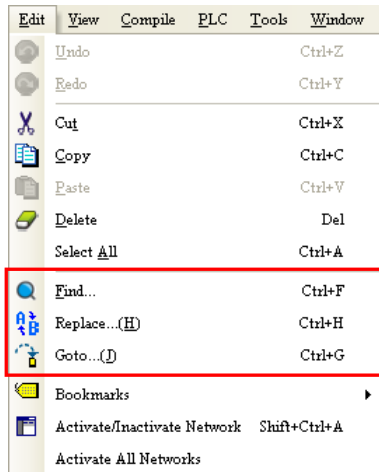 Edit View Compile PLC Tools Window
Undo Ctrl+Z
Redo Ctrl+Y
Cut Ctrl+X
Copy Ctrl+C
Paste Ctrl+V
Delete Del
Select All Ctrl+A
Find... Ctrl+F
Replace...(H) Ctrl+H
Goto...(J) Ctrl+G
Bookmarks
Activate/Inactivate Network Shift+Ctrl+A
Activate All Networks